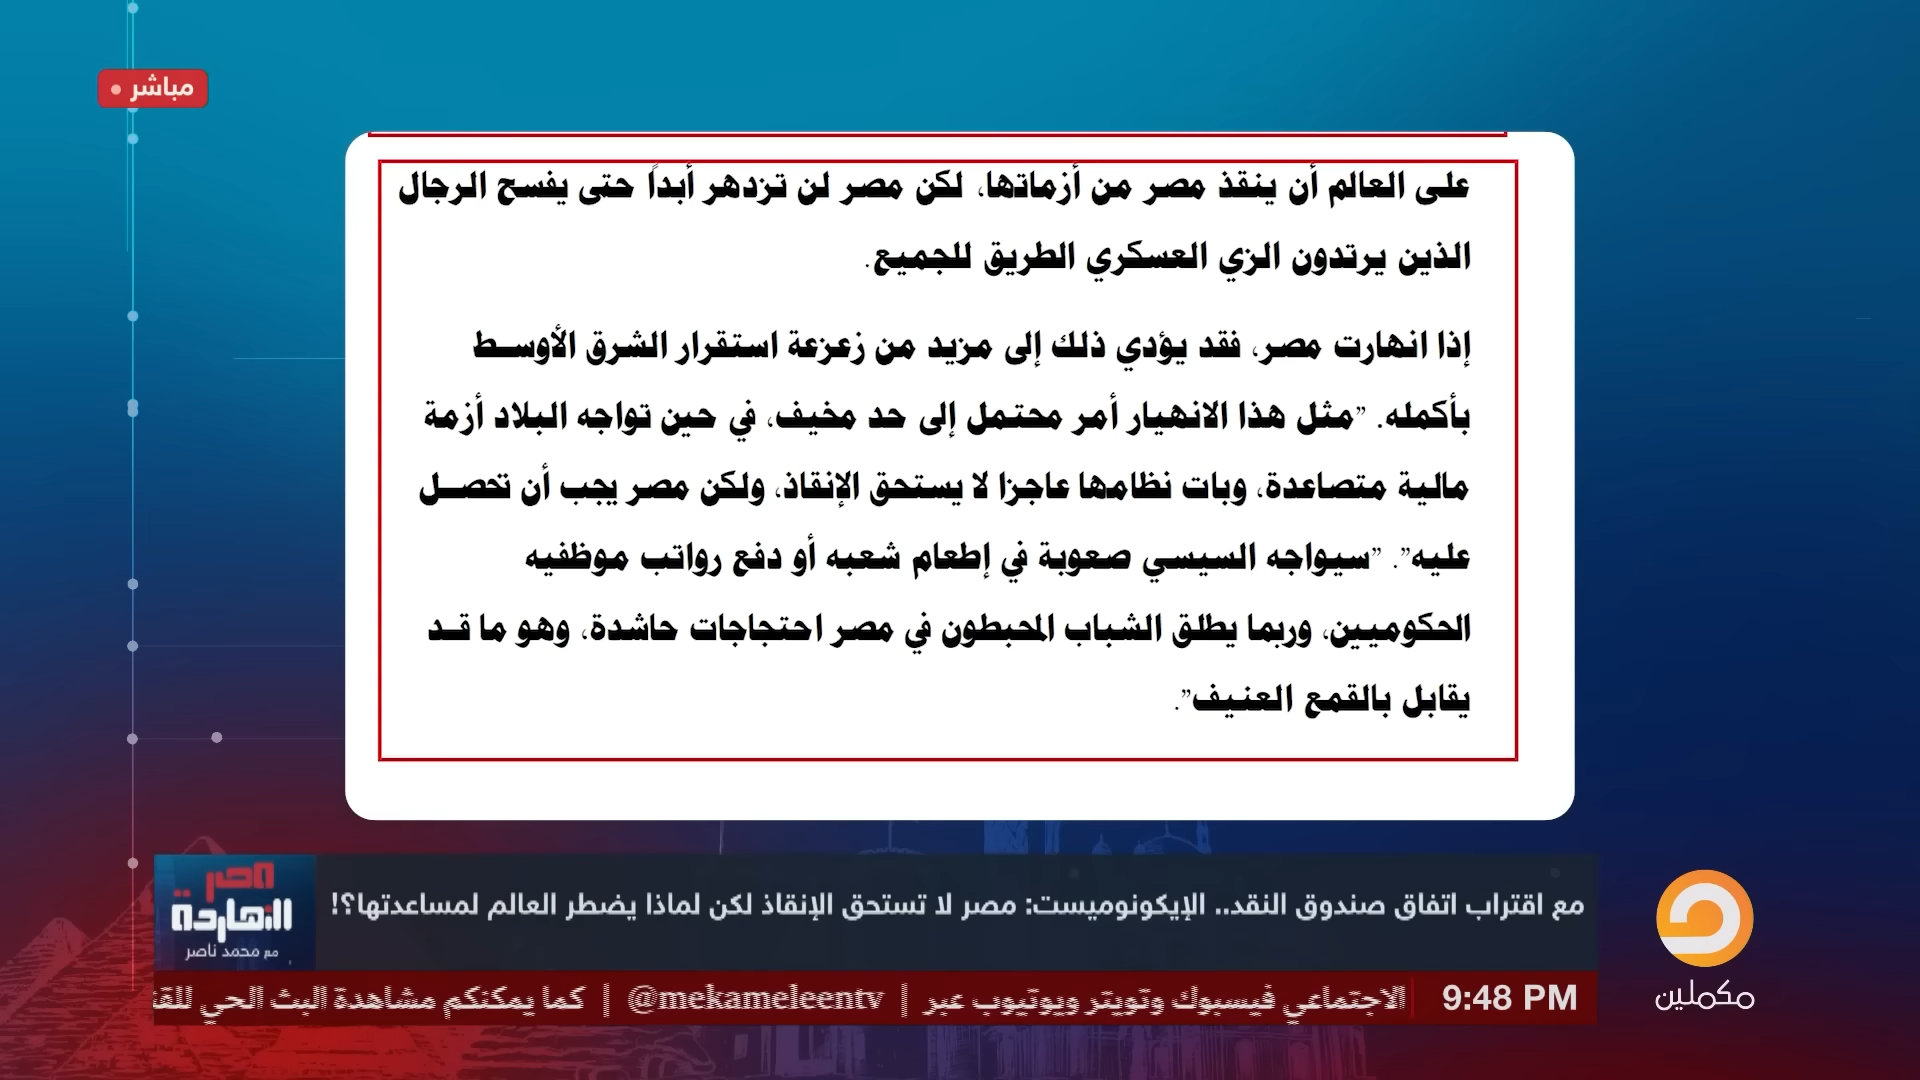 مباشر
على العالم أن ينقذ مصر من أزماتها، لكن مصر لن تزدهر أبداً حتى يفسح الرجال
الذين يرتدون الزي العسكري الطريق للجميع.
إذا انهارت مصر، فقد يؤدي ذلك إلى مزيد من زعزعة استقرار الشرق الأوسط
بأكمله. "مثل هذا الانهيار أمر محتمل إلى حد مخيف، في حين تواجه البلاد أزمة
مالية متصاعدة، وبات نظامها عاجزا لا يستحق الإنقاذ، ولكن مصر يجب أن تحصل
عليه". "سيواجه السيسي صعوبة في إطعام شعبه أو دفع رواتب موظفيه
الحكوميين، وربما يطلق الشباب المحبطون في مصر احتجاجات حاشدة، وهو ما قد
يقابل بالقمع العنيف".
مع اقتراب اتفاق صندوق النقد.. الإيكونوميست: مصر لا تستحق الإنقاذ لكن لماذا يضطر العالم لمساعدتها؟!
مصر
النهاردة
مع محمد ناصر
9:48 PM
الاجتماعي فيسبوك وتويتر ويوتيوب عبر | @mekameleentv | كما يمكنكم مشاهدة البث الحي
مكملين